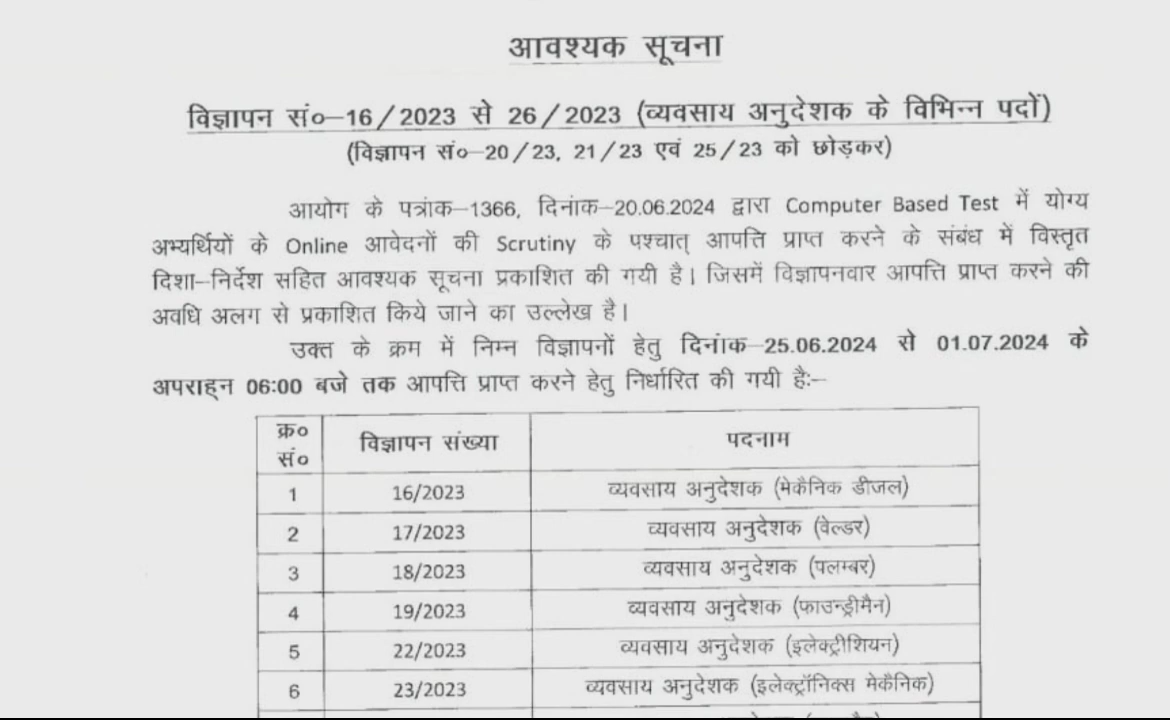 आवश्यक सूचना
विज्ञापन सं०–16/2023 से 26/2023 (व्यवसाय अनुदेशक के विभिन्न पदों)
(विज्ञापन सं०–20/23, 21/23 एवं 25/23 को छोड़कर)
आयोग के पत्रांक–1366, दिनांक–20.06.2024 द्वारा Computer Based Test में योग्य
अभ्यर्थियों के Online आवेदनों की Scrutiny के पश्चात् आपत्ति प्राप्त करने के संबंध में विस्तृत
दिशा–निर्देश सहित आवश्यक सूचना प्रकाशित की गयी है। जिसमें विज्ञापनवार आपत्ति प्राप्त करने की
अवधि अलग से प्रकाशित किये जाने का उल्लेख है।
उक्त के क्रम में निम्न विज्ञापनों हेतु दिनांक–25.06.2024 से 01.07.2024 के
अपराह्न 06:00 बजे तक आपत्ति प्राप्त करने हेतु निर्धारित की गयी है:–
क्र० सं० विज्ञापन संख्या पदनाम
1 16/2023 व्यवसाय अनुदेशक (मेकैनिक डीजल)
2 17/2023 व्यवसाय अनुदेशक (वेल्डर)
3 18/2023 व्यवसाय अनुदेशक (पलम्बर)
4 19/2023 व्यवसाय अनुदेशक (फाउन्ड्रीमैन)
5 22/2023 व्यवसाय अनुदेशक (इलेक्ट्रीशियन)
6 23/2023 व्यवसाय अनुदेशक (इलेक्ट्रॉनिक्स मेकैनिक)